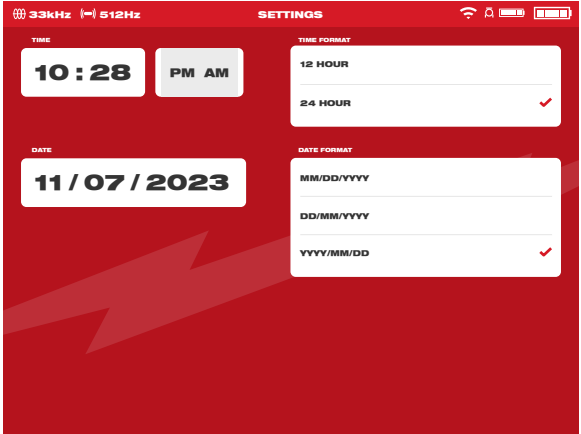 33kHz 512Hz SETTINGS
TIME
10 : 28 PM AM
TIME FORMAT
12 HOUR
24 HOUR
DATE
11 / 07 / 2023
DATE FORMAT
MM/DD/YYYY
DD/MM/YYYY
YYYY/MM/DD